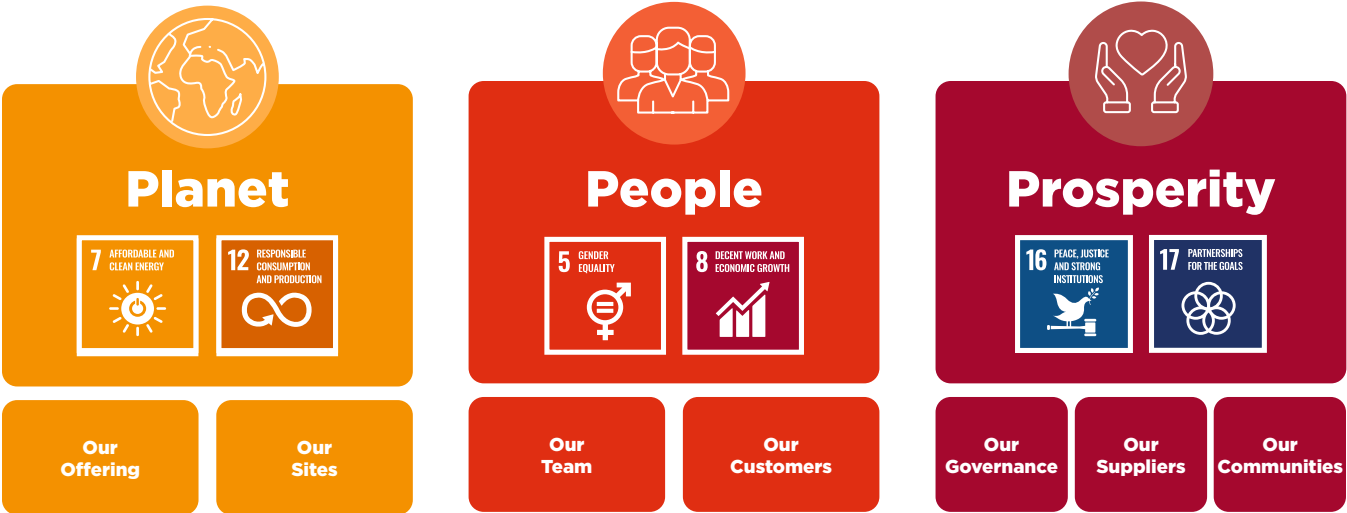 Planet
7 AFFORDABLE AND
CLEAN ENERGY
12 RESPONSIBLE
CONSUMPTION
AND PRODUCTION
Our
Offering
Our
Sites
People
5 GENDER
EQUALITY
8 DECENT WORK AND
ECONOMIC GROWTH
Our
Team
Our
Customers
Prosperity
16 PEACE, JUSTICE
AND STRONG
INSTITUTIONS
17 PARTNERSHIPS
FOR THE GOALS
Our
Governance
Our
Suppliers
Our
Communities